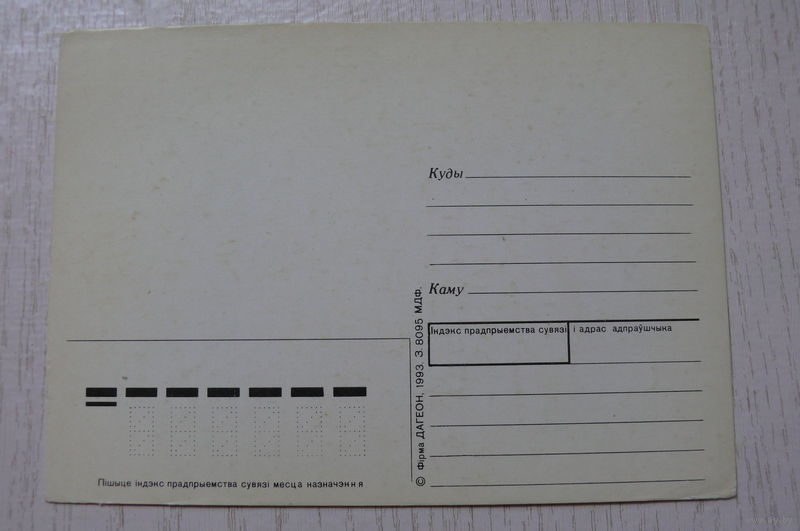 Куды
Каму
Індэкс прадпрыемства сувязі і адрас адпраўшчыка
© Фірма ДАГЕОН, 1993. З. 8095 МДФ.
Пішыце індэкс прадпрыемства сувязі месца назначэння